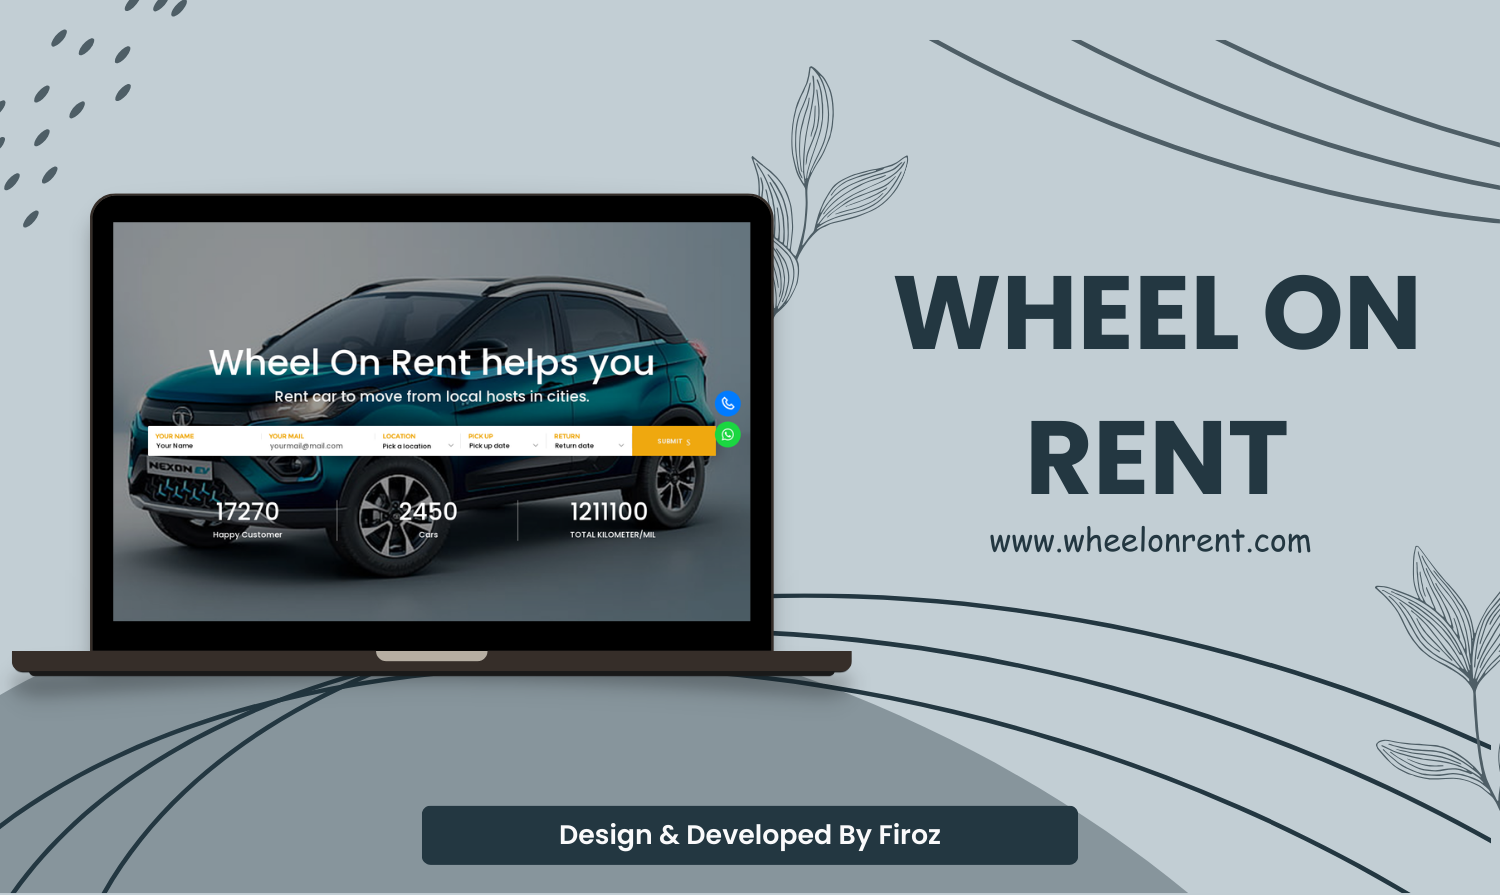 WHEEL ON
RENT
www.wheelonrent.com
Wheel On Rent helps you
Rent car to move from local hosts in cities.
YOUR NAME
Your Name
YOUR MAIL
yourmail@mail.com
LOCATION
Pick a location
PICK UP
Pick up date
RETURN
Return date
SUBMIT
NEXON EV
17270
Happy Customer
2450
Cars
1211100
TOTAL KILOMETER/MIL
Design & Developed By Firoz